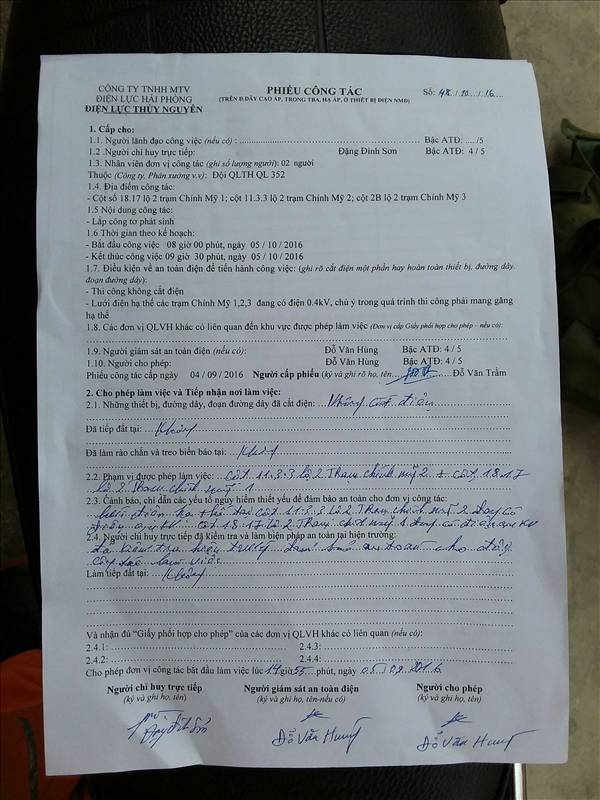 CÔNG TY TNHH MTV
ĐIỆN LỰC HẢI PHÒNG
ĐIỆN LỰC THỦY NGUYÊN
PHIẾU CÔNG TÁC
(TRÊN Đ.DÂY CAO ÁP, TRONG TBA, HẠ ÁP, Ở THIẾT BỊ ĐIỆN NMĐ)
Số: 48 / 10 / 16
1. Cấp cho:
1.1. Người lãnh đạo công việc (nếu có) : Bậc ATĐ: .... /5
1.2 .Người chỉ huy trực tiếp: Đặng Đình Sơn Bậc ATĐ: 4 / 5
1.3. Nhân viên đơn vị công tác (ghi số lượng người): 02 người
Thuộc (Công ty, Phân xưởng v.v): Đội QLTH QL 352
1.4. Địa điểm công tác:
- Cột số 18.17 lộ 2 trạm Chính Mỹ 1; cột 11.3.3 lộ 2 trạm Chính Mỹ 2; cột 2B lộ 2 trạm Chính Mỹ 3
1.5 Nội dung công tác:
- Lắp công tơ phát sinh
1.6 Thời gian theo kế hoạch:
- Bắt đầu công việc 08 giờ 00 phút, ngày 05 / 10 / 2016
- Kết thúc công việc 09 giờ 30 phút, ngày 05 / 10 / 2016
1.7. Điều kiện về an toàn điện để tiến hành công việc: (ghi rõ cắt điện một phần hay hoàn toàn thiết bị, đường dây,
đoạn đường dây):
- Thi công không cắt điện
- Lưới điện hạ thế các trạm Chính Mỹ 1,2,3 đang có điện 0.4kV, chú ý trong quá trình thi công phải mang găng
hạ thế
1.8. Các đơn vị QLVH khác có liên quan đến khu vực được phép làm việc (Đơn vị cấp Giấy phối hợp cho phép – nếu có):
1.9. Người giám sát an toàn điện (nếu có): Đỗ Văn Hùng Bậc ATĐ: 4 / 5
1.10. Người cho phép: Đỗ Văn Hùng Bậc ATĐ: 4 / 5
Phiếu công tác cấp ngày 04 / 09 / 2016 Người cấp phiếu (ký và ghi rõ họ, tên Đỗ Văn Trầm
2. Cho phép làm việc và Tiếp nhận nơi làm việc:
2.1. Những thiết bị, đường dây, đoạn đường dây đã cắt điện: Không cắt điện
Đã tiếp đất tại: Không
Đã làm rào chắn và treo biển báo tại: Không
2.2. Phạm vi được phép làm việc: Cột 11.3.3 lộ 2 Trạm chính mỹ 2 + cột 18.17
lộ 2 trạm chính mỹ 1
2.3. Cảnh báo, chỉ dẫn các yếu tố nguy hiểm thiết yếu để đảm bảo an toàn cho đơn vị công tác:
điện hạ thế tại cột 11.3.3 lộ 2 Trạm chính mỹ 2 đang có
điện 0,4 KV cột 18.17 lộ 2 Trạm chính mỹ 1 đang có điện 0,4 KV
2.4. Người chỉ huy trực tiếp đã kiểm tra và làm biện pháp an toàn tại hiện trường:
đã kiểm tra hiện trường đảm bảo an toàn cho đơn vị
công tác làm việc
Làm tiếp đất tại: Không
Và nhận đủ “Giấy phối hợp cho phép” của các đơn vị QLVH khác có liên quan (nếu có):
2.4.1: 2.4.3:
2.4.2: 2.4.4:
Cho phép đơn vị công tác bắt đầu làm việc lúc 14 giờ 55 phút, ngày 05/09/2016
Người chỉ huy trực tiếp Người giám sát an toàn điện Người cho phép
(ký và ghi họ, tên) (ký và ghi họ, tên-nếu có) (ký và ghi họ, tên)
Đỗ Văn Hùng Đỗ Văn Hùng